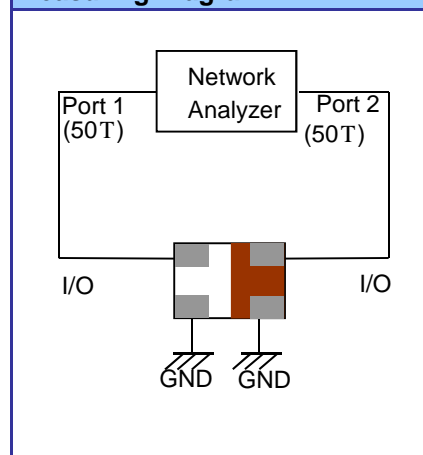 Network
Analyzer
Port 1
(50T)
Port 2
(50T)
I/O
I/O
GND
GND